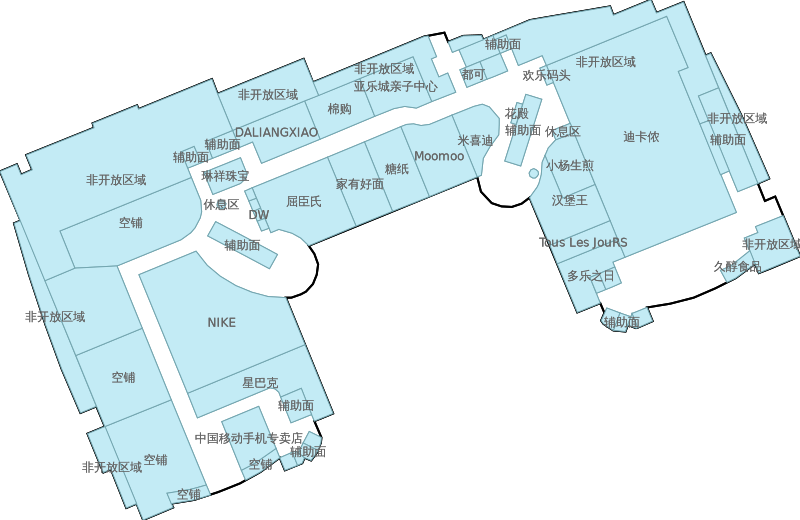 辅助面
非开放区域
都可
欢乐码头
非开放区域
亚乐城亲子中心
非开放区域
棉购
花殿
非开放区域
DALIANGXIAO
辅助面
休息区
迪卡侬
辅助面
辅助面
米喜迪
辅助面
Moomoo
小杨生煎
糖纸
非开放区域
琳祥珠宝
家有好面
屈臣氏
汉堡王
休息区
DW
空铺
辅助面
Tous Les JouRS
非开放区域
久醇食品
多乐之日
非开放区域
NIKE
辅助面
空铺
星巴克
辅助面
中国移动手机专卖店
辅助面
非开放区域
空铺
空铺
空铺